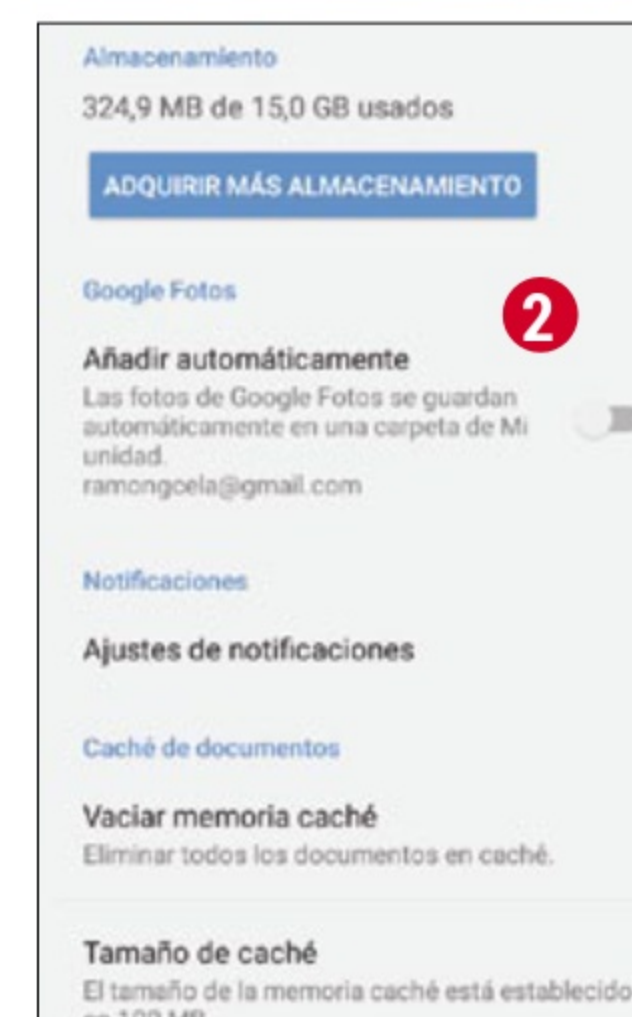 Almacenamiento
324,9 MB de 15,0 GB usados
ADQUIRIR MÁS ALMACENAMIENTO
Google Fotos
2
Añadir automáticamente
Las fotos de Google Fotos se guardan
automáticamente en una carpeta de Mi
unidad.
ramongcela@gmail.com
Notificaciones
Ajustes de notificaciones
Caché de documentos
Vaciar memoria caché
Eliminar todos los documentos en caché.
Tamaño de caché
El tamaño de la memoria caché está establecido